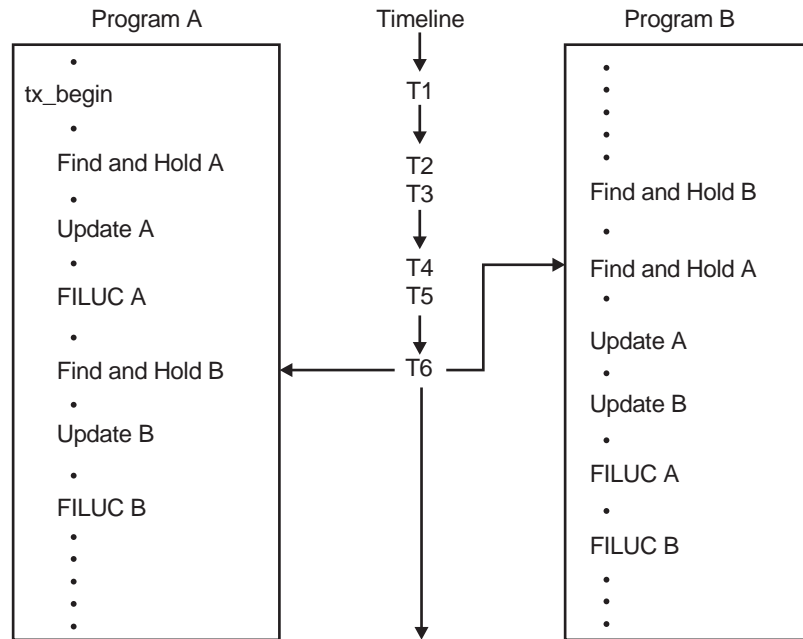 Program A
tx_begin
Find and Hold A
Update A
FILUC A
Find and Hold B
Update B
FILUC B
Timeline
T1
T2
T3
T4
T5
T6
Program B
Find and Hold B
Find and Hold A
Update A
Update B
FILUC A
FILUC B